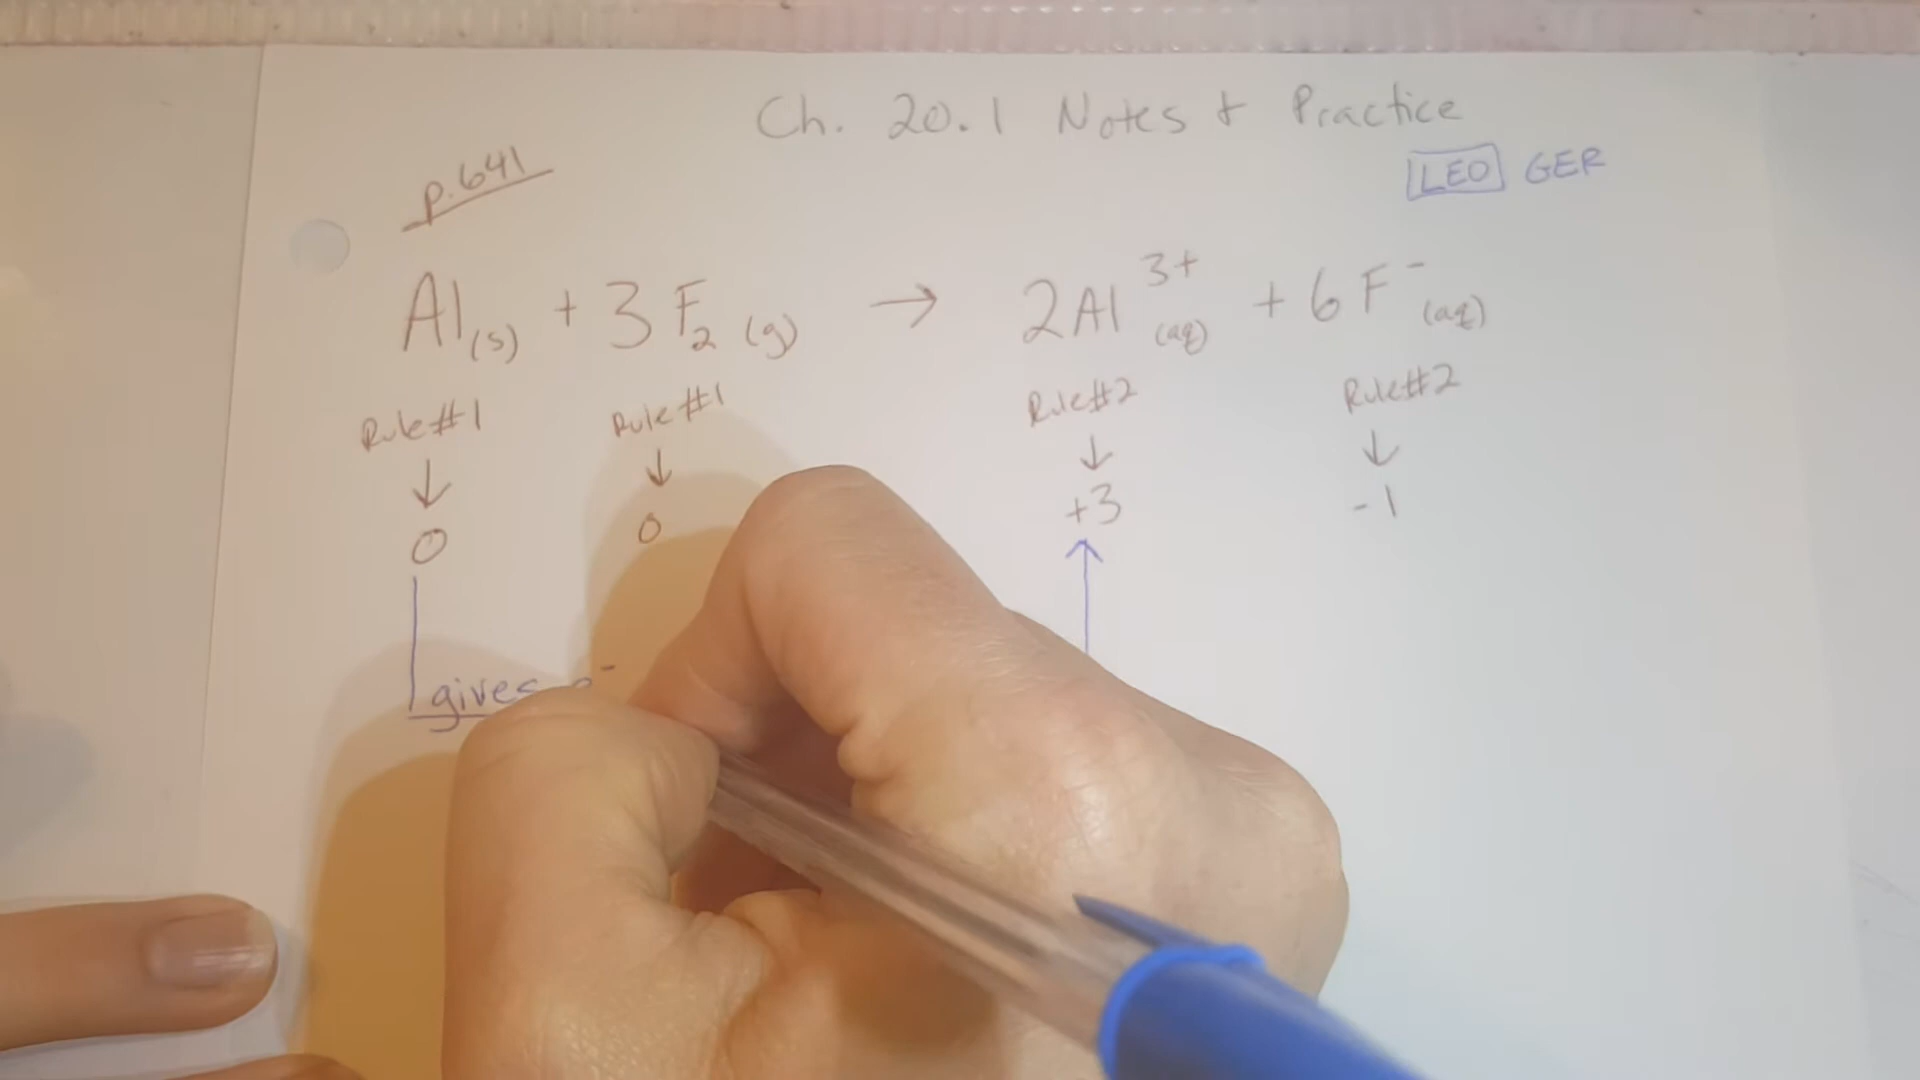 Ch. 20.1 Notes + Practice
p.641
LEO GER
Al(s) + 3F2 (g) → 2Al3+(aq) + 6F-(aq)
Rule#1 Rule#1 Rule#2 Rule#2
↓ ↓ ↓ ↓
0 0 +3 -1
gives e-